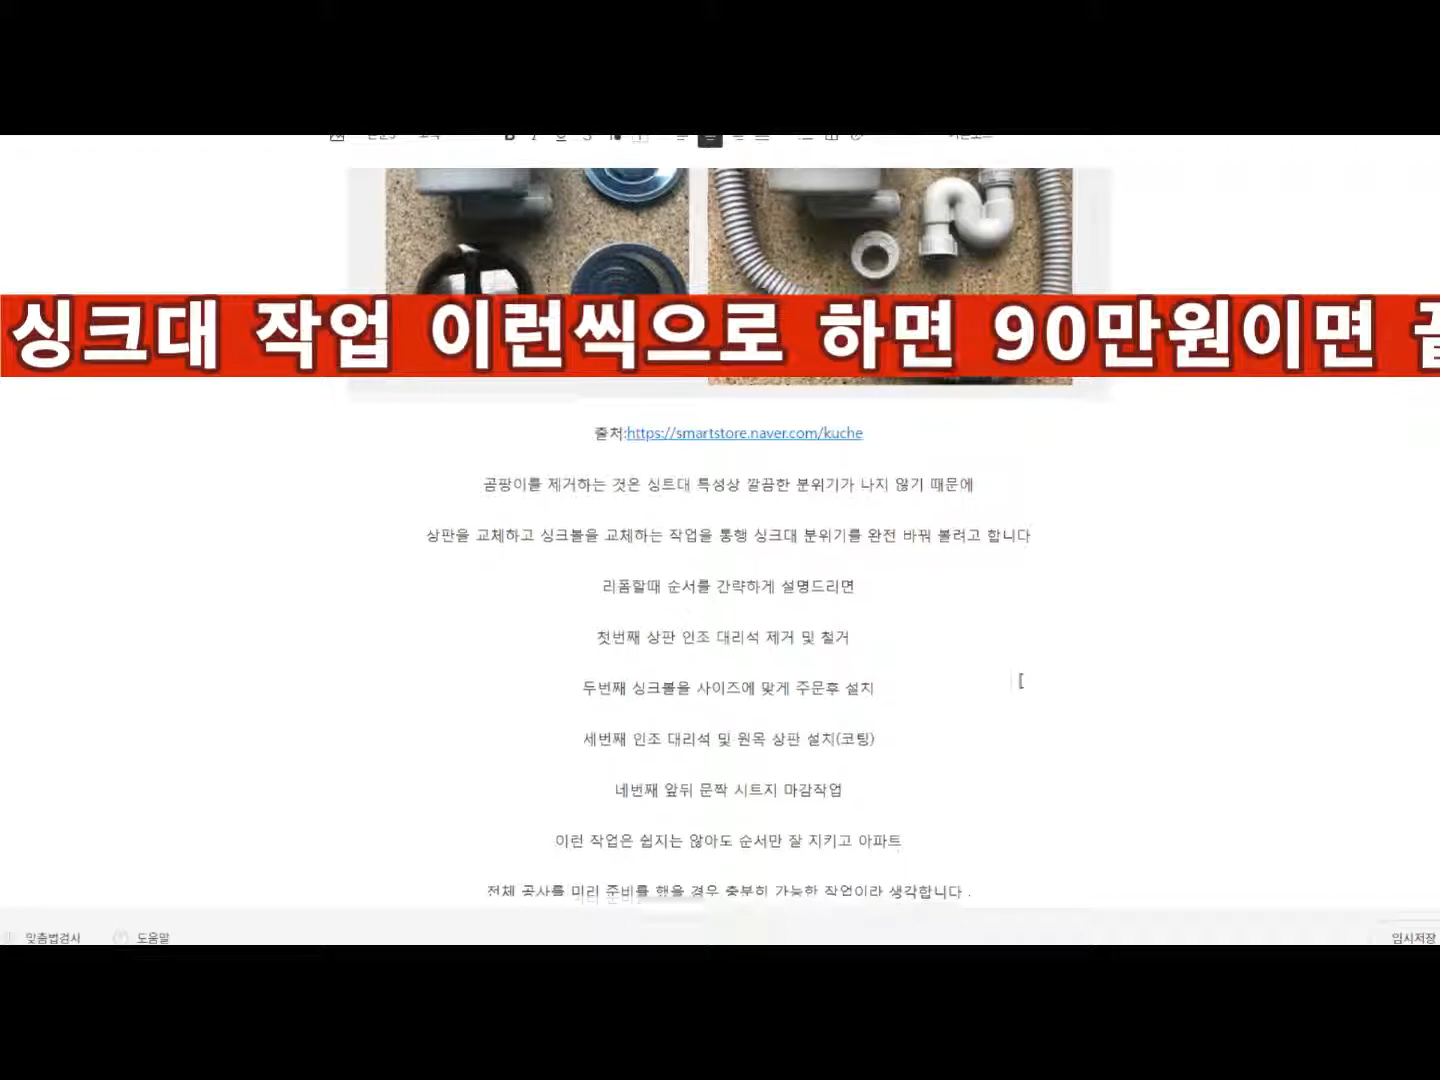 싱크대 작업 이런씩으로 하면 90만원이면
출처:https://smartstore.naver.com/kuche
곰팡이를 제거하는 것은 싱트대 특성상 깔끔한 분위기가 나지 않기 때문에
상판을 교체하고 싱크볼을 교체하는 작업을 통행 싱크대 분위기를 완전 바꿔 볼려고 합니다
리폼할때 순서를 간략하게 설명드리면
첫번째 상판 인조 대리석 제거 및 철거
두번째 싱크볼을 사이즈에 맞게 주문후 설치
세번째 인조 대리석 및 원목 상판 설치(코팅)
네번째 앞뒤 문짝 시트지 마감작업
이런 작업은 쉽지는 않아도 순서만 잘 지키고 아파트
전체 공사를 미리 준비를 했을 경우 충분히 가능한 작업이라 생각합니다 .
맞춤법검사 도움말 임시저장